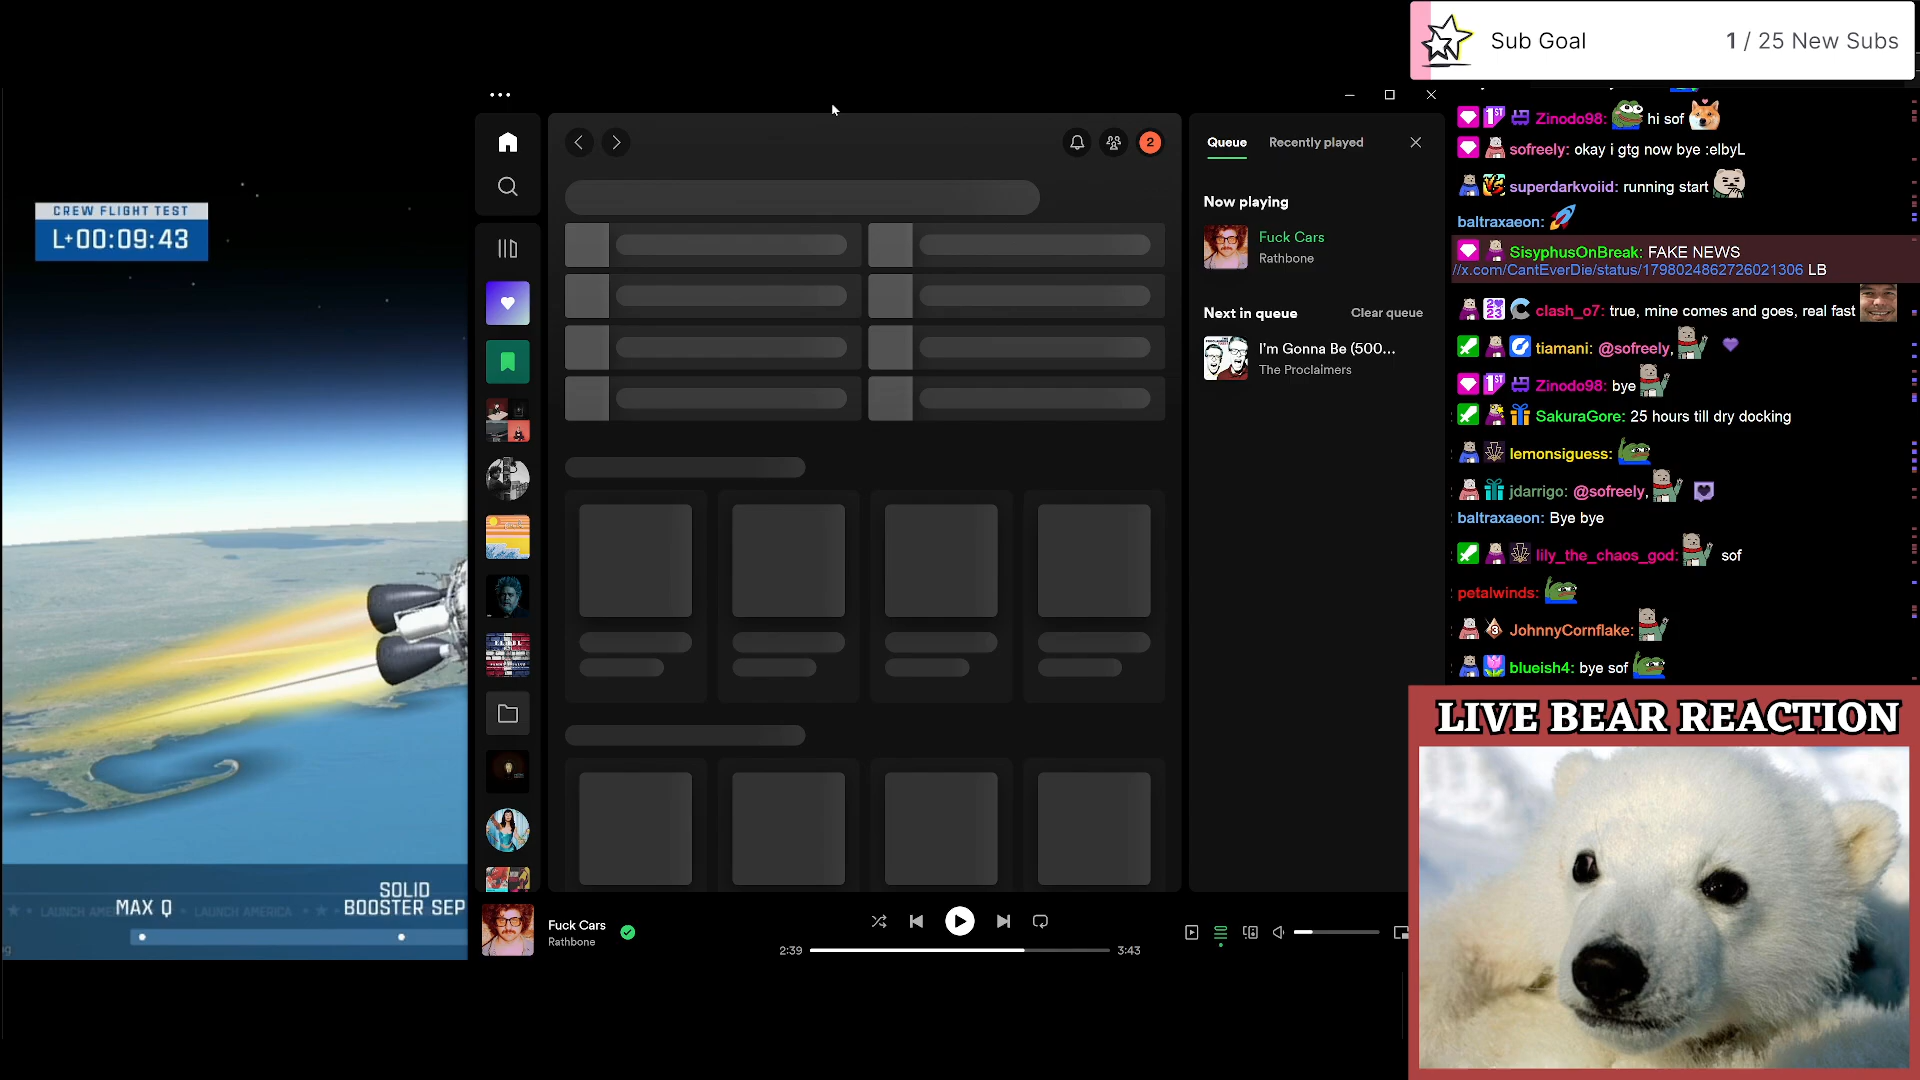 Sub Goal
1 / 25 New Subs
CREW FLIGHT TEST
L+00:09:43
MAX Q
SOLID
BOOSTER SEP
LAUNCH AMERICA
2
Queue
Recently played
Now playing
Fuck Cars
Rathbone
Next in queue
Clear queue
I'm Gonna Be (500...
The Proclaimers
Fuck Cars
Rathbone
2:39
3:43
Zinodo98: hi sof
sofreely: okay i gtg now bye :elbyL
superdarkvoiid: running start
baltraxaeon:
SisyphusOnBreak: FAKE NEWS
//x.com/CantEverDie/status/1798024862726021306 LB
clash_o7: true, mine comes and goes, real fast
tiamani: @sofreely,
Zinodo98: bye
SakuraGore: 25 hours till dry docking
lemonsiguess:
jdarrigo: @sofreely,
baltraxaeon: Bye bye
lily_the_chaos_god: sof
petalwinds:
JohnnyCornflake:
blueish4: bye sof
LIVE BEAR REACTION